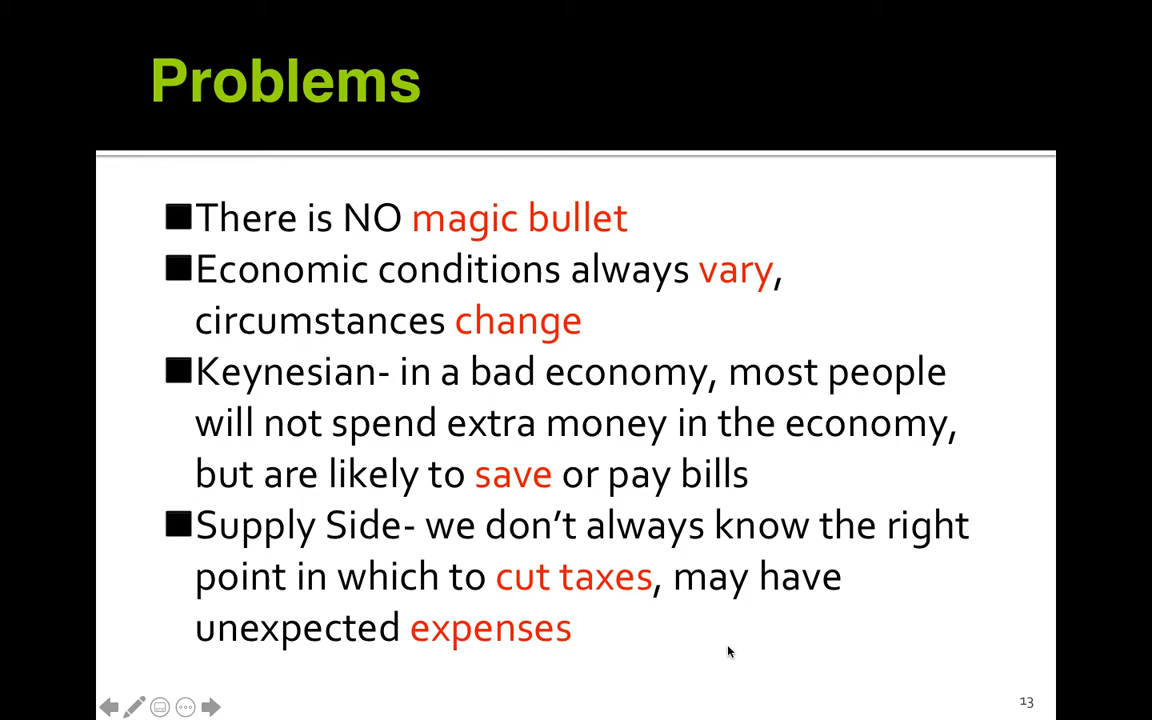 Problems
There is NO magic bullet
Economic conditions always vary,
circumstances change
Keynesian- in a bad economy, most people
will not spend extra money in the economy,
but are likely to save or pay bills
Supply Side- we don’t always know the right
point in which to cut taxes, may have
unexpected expenses
13